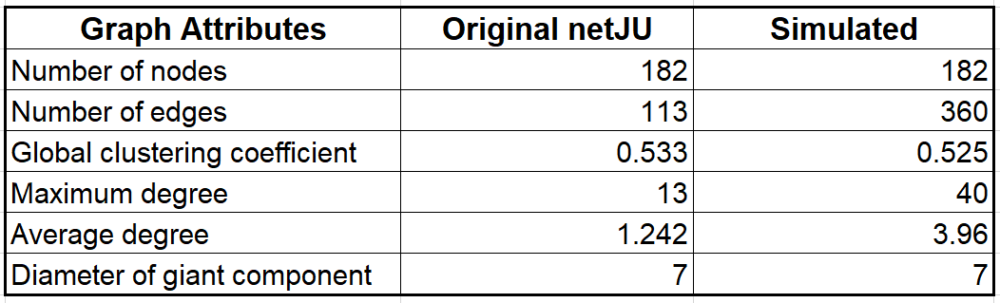 Graph Attributes Original netJU Simulated
Number of nodes 182 182
Number of edges 113 360
Global clustering coefficient 0.533 0.525
Maximum degree 13 40
Average degree 1.242 3.96
Diameter of giant component 7 7